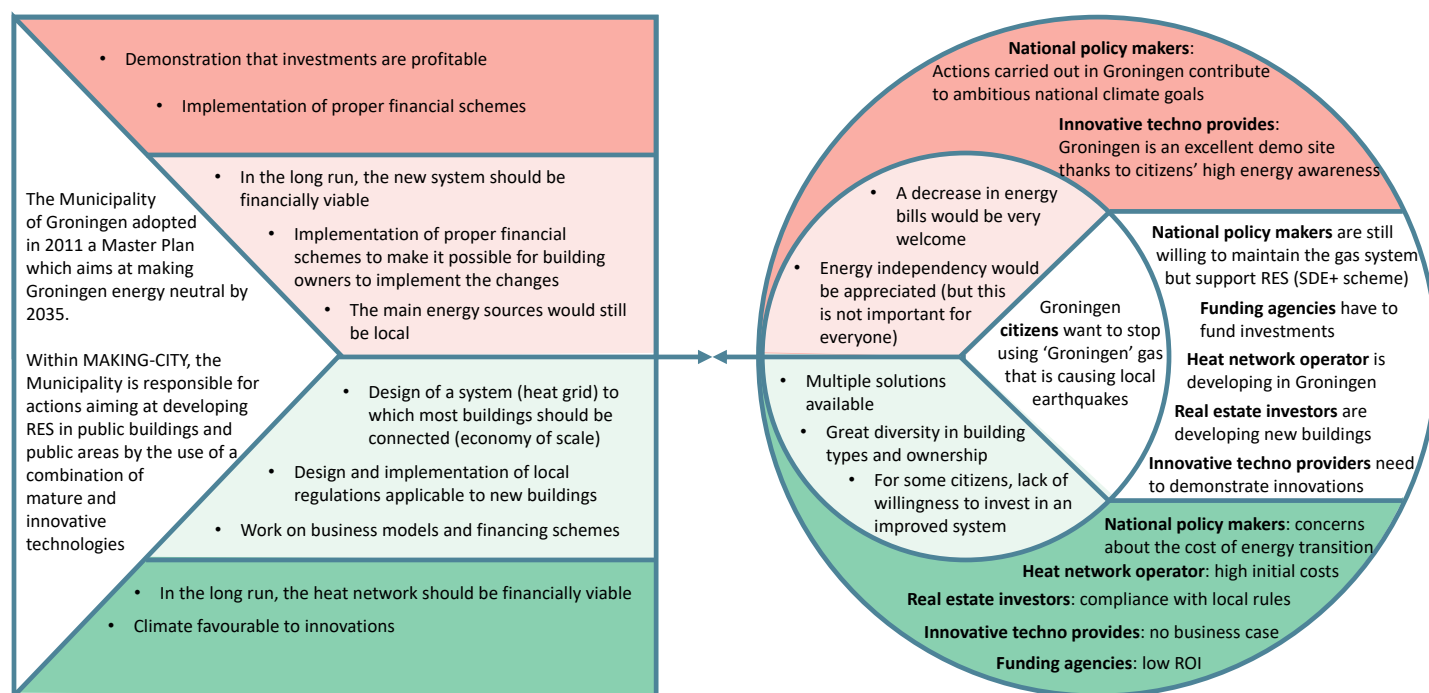 • Demonstration that investments are profitable
• Implementation of proper financial schemes
• In the long run, the new system should be
financially viable
• Implementation of proper financial
schemes to make it possible for building
owners to implement the changes
• The main energy sources would still
be local
The Municipality
of Groningen adopted
in 2011 a Master Plan
which aims at making
Groningen energy neutral by
2035.
Within MAKING-CITY, the
Municipality is responsible for
actions aiming at developing
RES in public buildings and
public areas by the use of a
combination of
mature and
innovative
technologies
• Design of a system (heat grid) to
which most buildings should be
connected (economy of scale)
• Design and implementation of local
regulations applicable to new buildings
• Work on business models and financing schemes
• In the long run, the heat network should be financially viable
• Climate favourable to innovations
National policy makers:
Actions carried out in Groningen contribute
to ambitious national climate goals
Innovative techno provides:
Groningen is an excellent demo site
thanks to citizens' high energy awareness
• A decrease in energy
bills would be very
welcome
• Energy independency would
be appreciated (but this
is not important for
everyone)
Groningen
citizens want to stop
using 'Groningen' gas
that is causing local
earthquakes
National policy makers are still
willing to maintain the gas system
but support RES (SDE+ scheme)
Funding agencies have to
fund investments
Heat network operator is
developing in Groningen
Real estate investors are
developing new buildings
Innovative techno providers need
to demonstrate innovations
• Multiple solutions
available
• Great diversity in building
types and ownership
• For some citizens, lack of
willingness to invest in an
improved system
National policy makers: concerns
about the cost of energy transition
Heat network operator: high initial costs
Real estate investors: compliance with local rules
Innovative techno provides: no business case
Funding agencies: low ROI